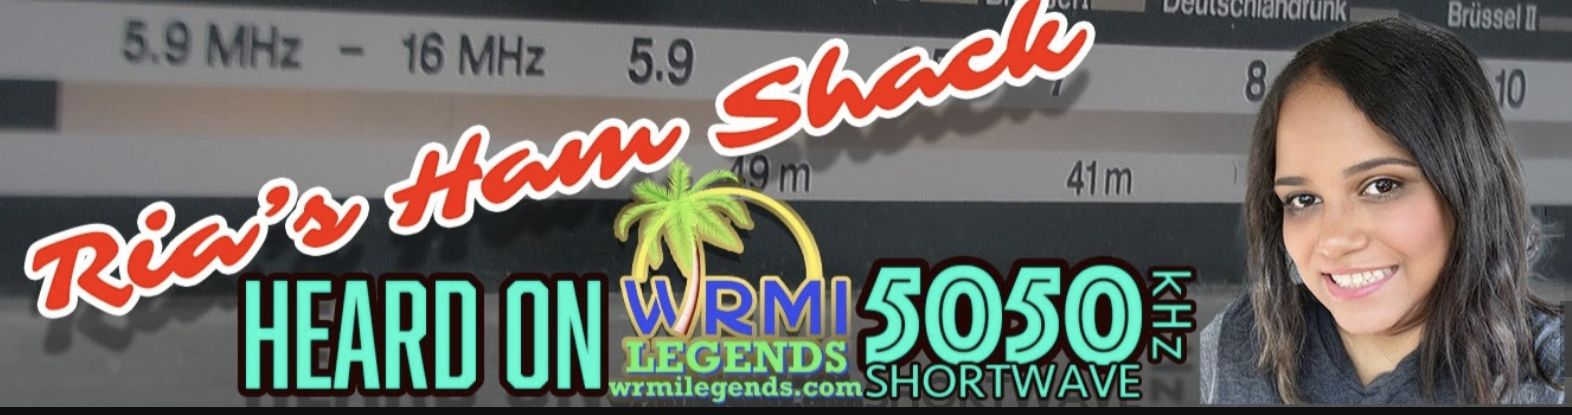 Deutschlandfunk Brüssel II
5.9 MHz - 16 MHz 5.9 8 10
Ria's Ham Shack
49 m 41m
HEARD ON WRMI 5050 KHZ
LEGENDS
wrmilegends.com SHORTWAVE